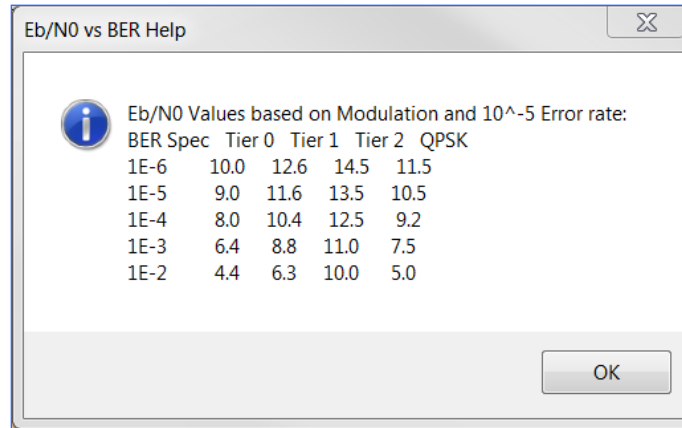 Eb/N0 vs BER Help
Eb/N0 Values based on Modulation and 10^-5 Error rate:
BER Spec Tier 0 Tier 1 Tier 2 QPSK
1E-6 10.0 12.6 14.5 11.5
1E-5 9.0 11.6 13.5 10.5
1E-4 8.0 10.4 12.5 9.2
1E-3 6.4 8.8 11.0 7.5
1E-2 4.4 6.3 10.0 5.0
OK